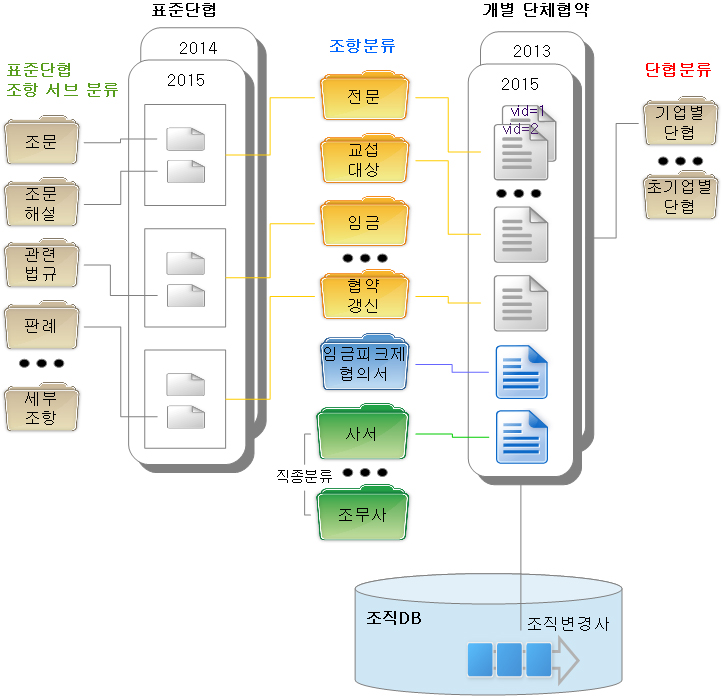 표준단협
개별 단체협약
2014
2015
조항분류
2013
2015
단협분류
표준단협
조항 서브 분류
조문
조문
해설
관련
법규
판례
세부
조항
전문
교섭
대상
임금
협약
갱신
임금피크제
협의서
사서
직종분류
조무사
vid=1
vid=2
기업별
단협
초기업별
단협
조직DB
조직변경사